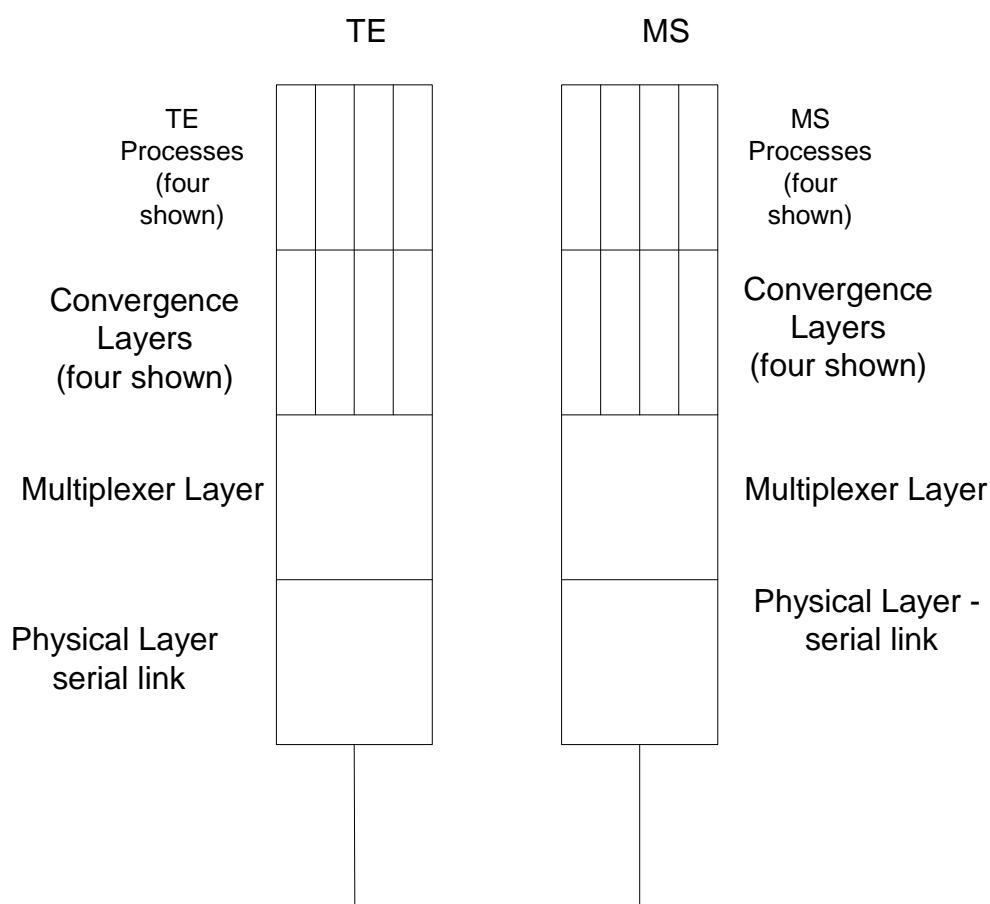 TE
MS
TE
Processes
(four
shown)
MS
Processes
(four
shown)
Convergence
Layers
(four shown)
Convergence
Layers
(four shown)
Multiplexer Layer
Multiplexer Layer
Physical Layer
serial link
Physical Layer -
serial link